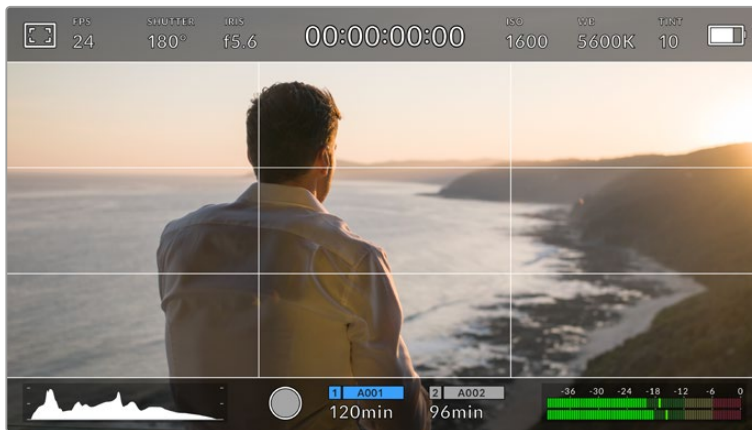 FPS SHUTTER IRIS ISO WB TINT
24 180° f5.6 00:00:00:00 1600 5600K 10
1 A001 2 A002
120min 96min
-36 -30 -24 -18 -12 -6 0